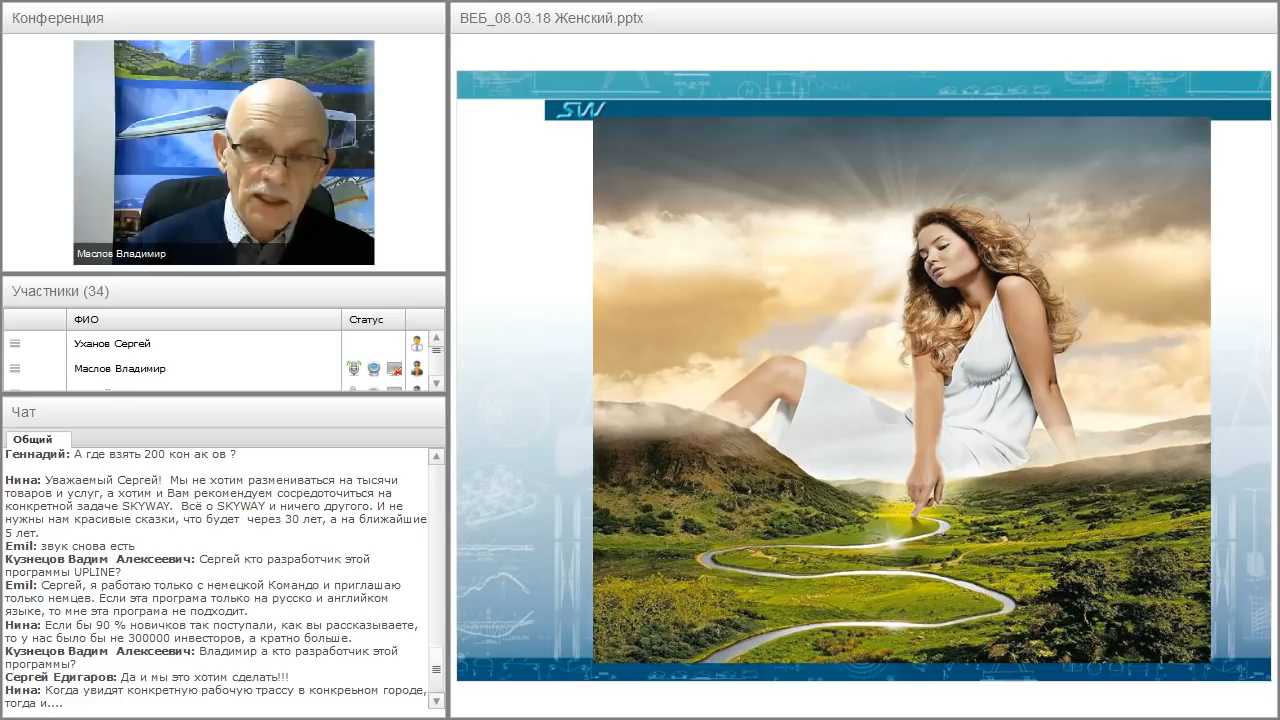 Конференция
Маслов Владимир
Участники (34)
ФИО
Статус
Уханов Сергей
Маслов Владимир
Чат
Общий
Геннадий: А где взять 200 кон ак ов ?
Нина: Уважаемый Сергей! Мы не хотим размениваться на тысячи
товаров и услуг, а хотим и Вам рекомендуем сосредоточиться на
конкретной задаче SKYWAY. Всё о SKYWAY и ничего другого. И не
нужны нам красивые сказки, что будет через 30 лет, а на ближайшие
5 лет.
Emil: звук снова есть
Кузнецов Вадим Алексеевич: Сергей кто разработчик этой
программы UPLINE?
Emil: Сергей, я работаю только с немецкой Командо и приглашаю
только немцев. Если эта програма только на русско и английком
языке, то мне эта програма не подходит.
Нина: Если бы 90 % новичков так поступали, как вы рассказываете,
то у нас было бы не 300000 инвесторов, а кратно больше.
Кузнецов Вадим Алексеевич: Владимир а кто разработчик этой
программы?
Сергей Едигаров: Да и мы это хотим сделать!!!
Нина: Когда увидят конкретную рабочую трассу в конкреьном городе,
тогда и....
ВЕБ_08.03.18 Женский.pptx
SW